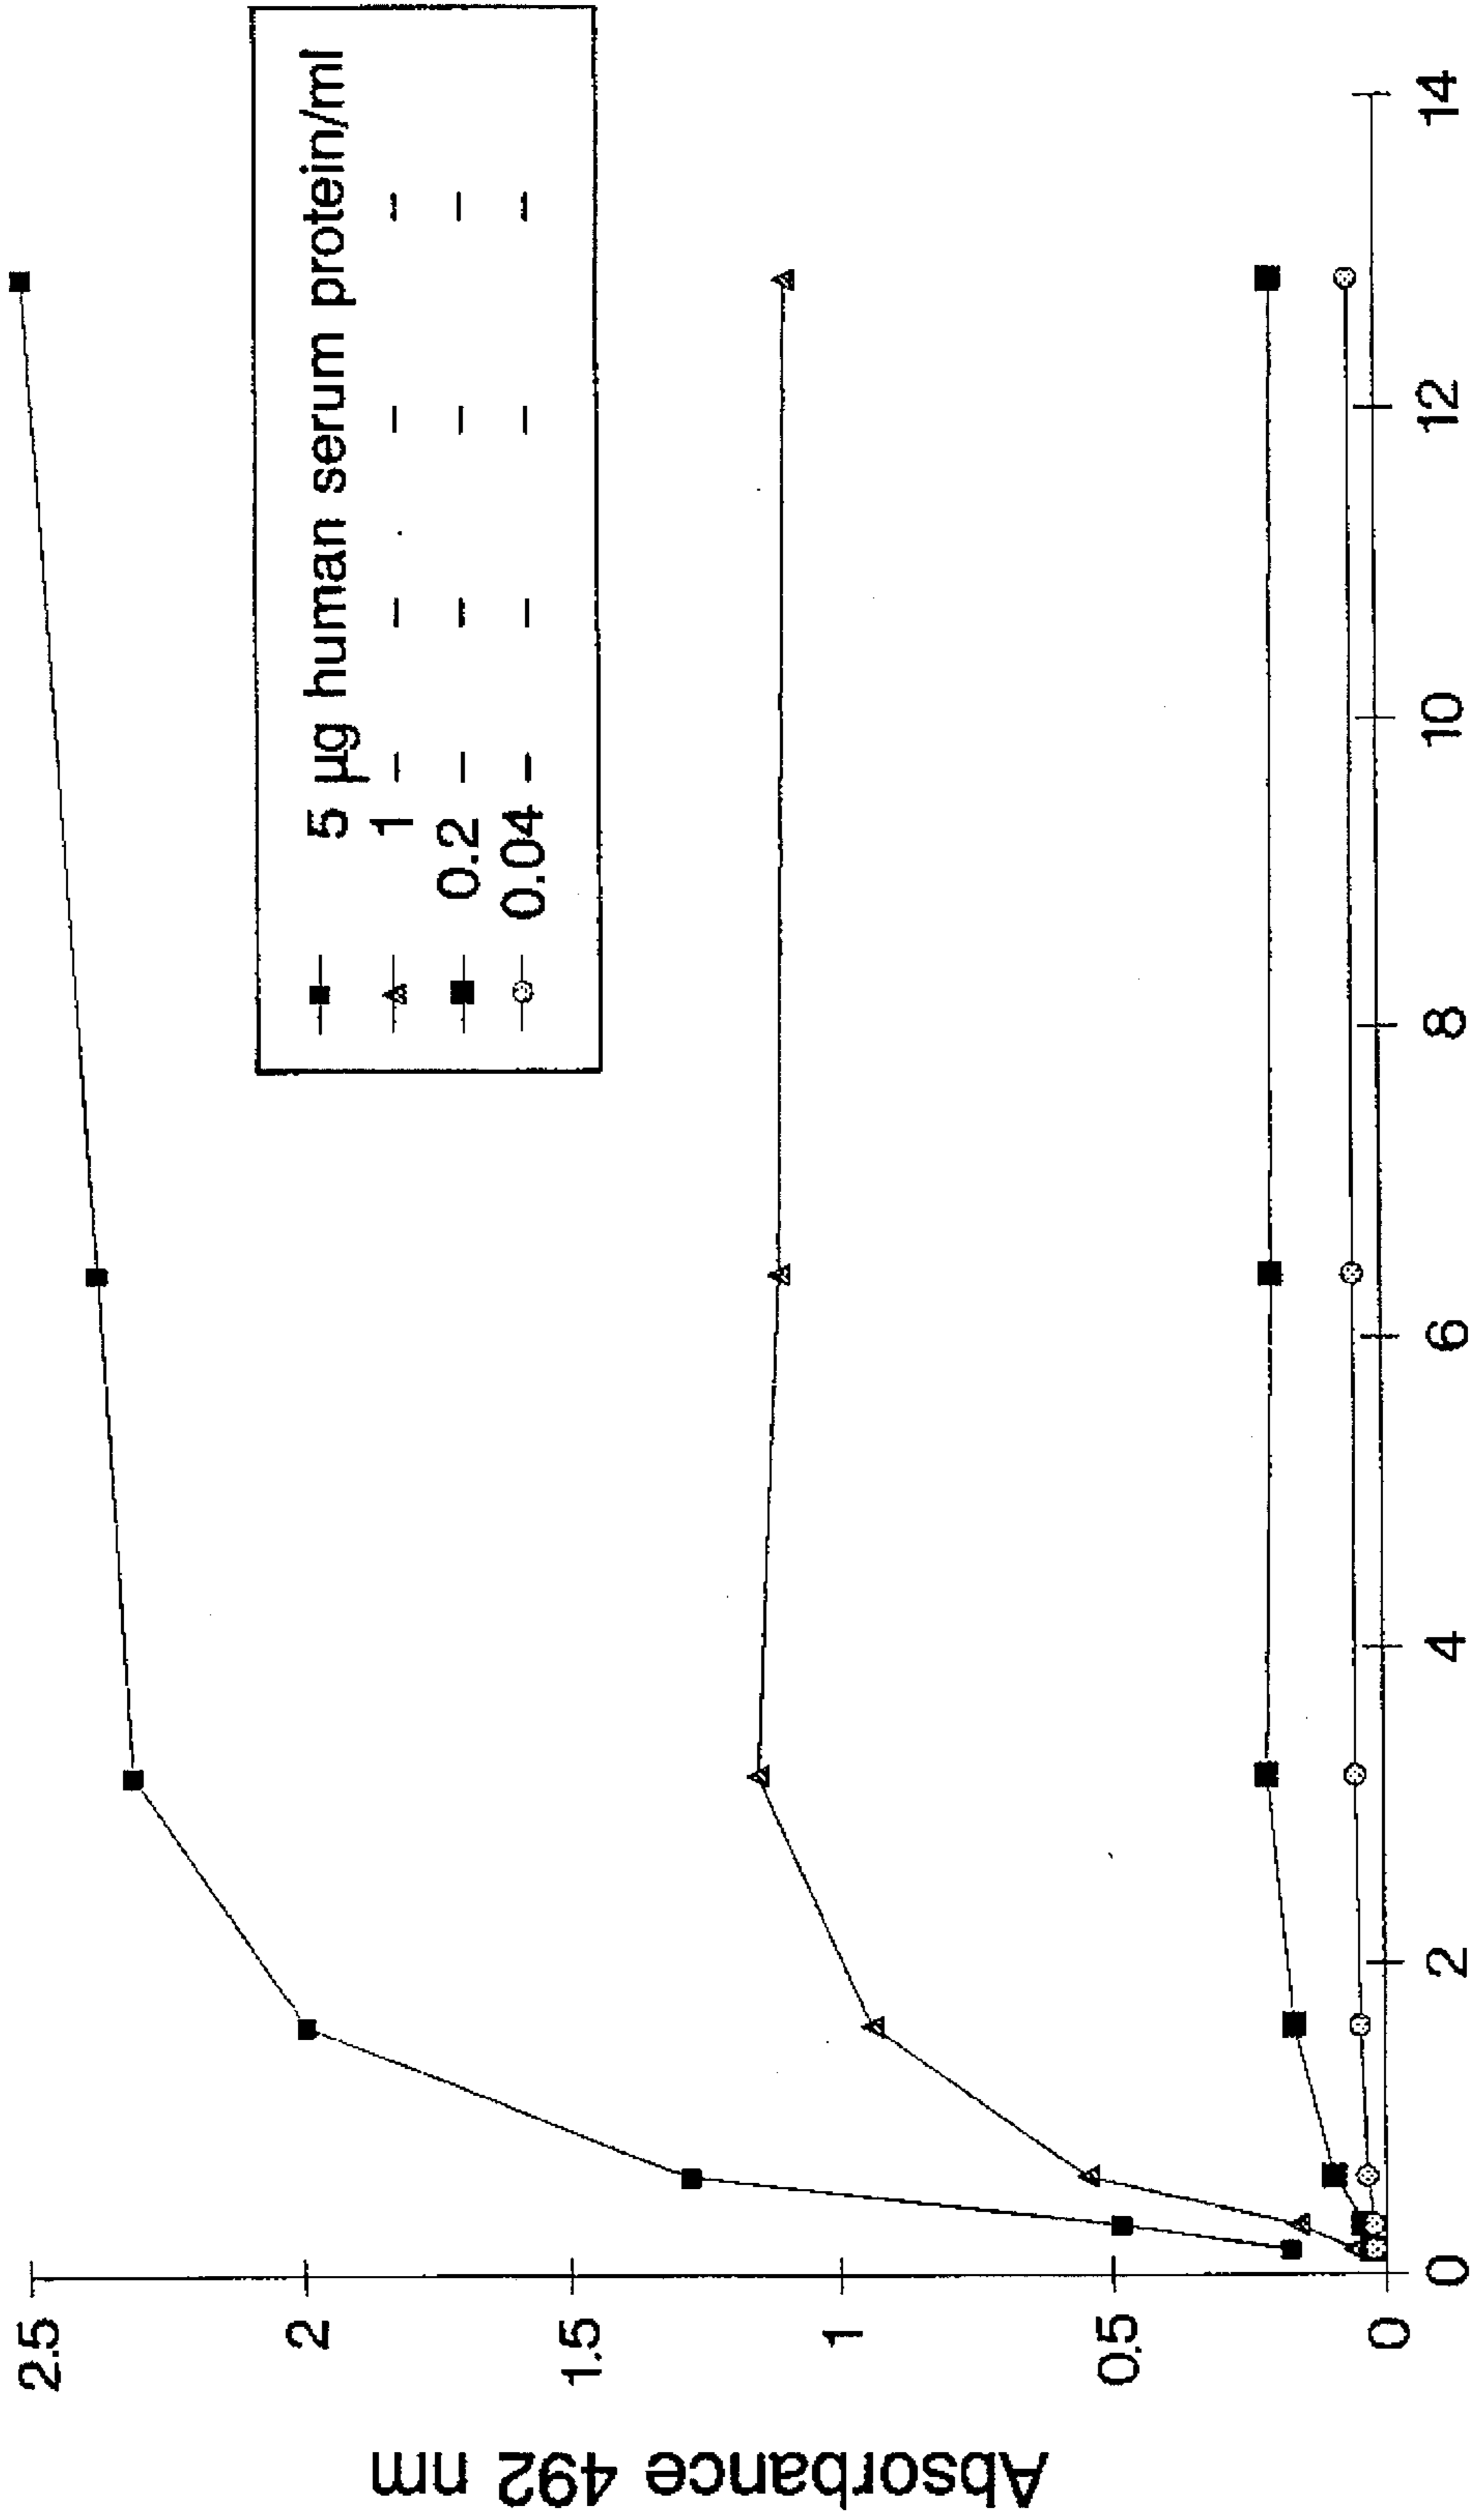 Absorbance 492 nm
2.5
2
1.5
1
0.5
0
0 2 4 6 8 10 12 14
5 µg human serum protein/ml
1 – – – –
0.2 – – – –
0.04 – – – –